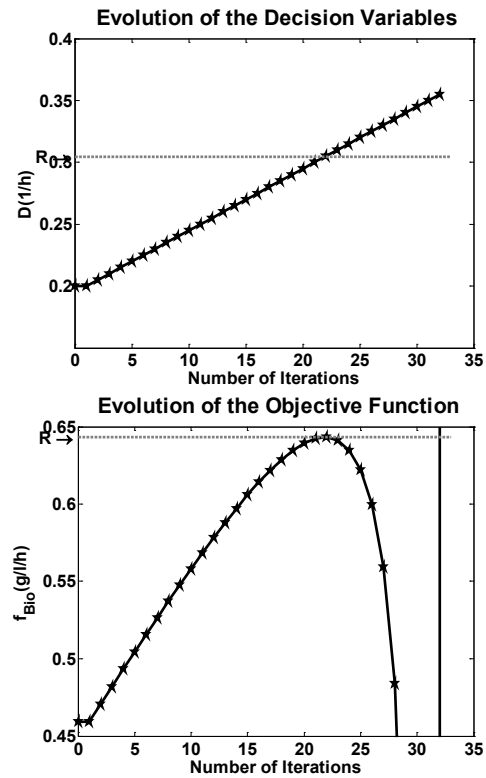 Evolution of the Decision Variables
0.4
0.35
R →
0.3
0.25
0.2
D(1/h)
0 5 10 15 20 25 30 35
Number of Iterations
Evolution of the Objective Function
0.65
R →
0.6
0.55
0.5
0.45
f_Bio(g/l/h)
0 5 10 15 20 25 30 35
Number of Iterations